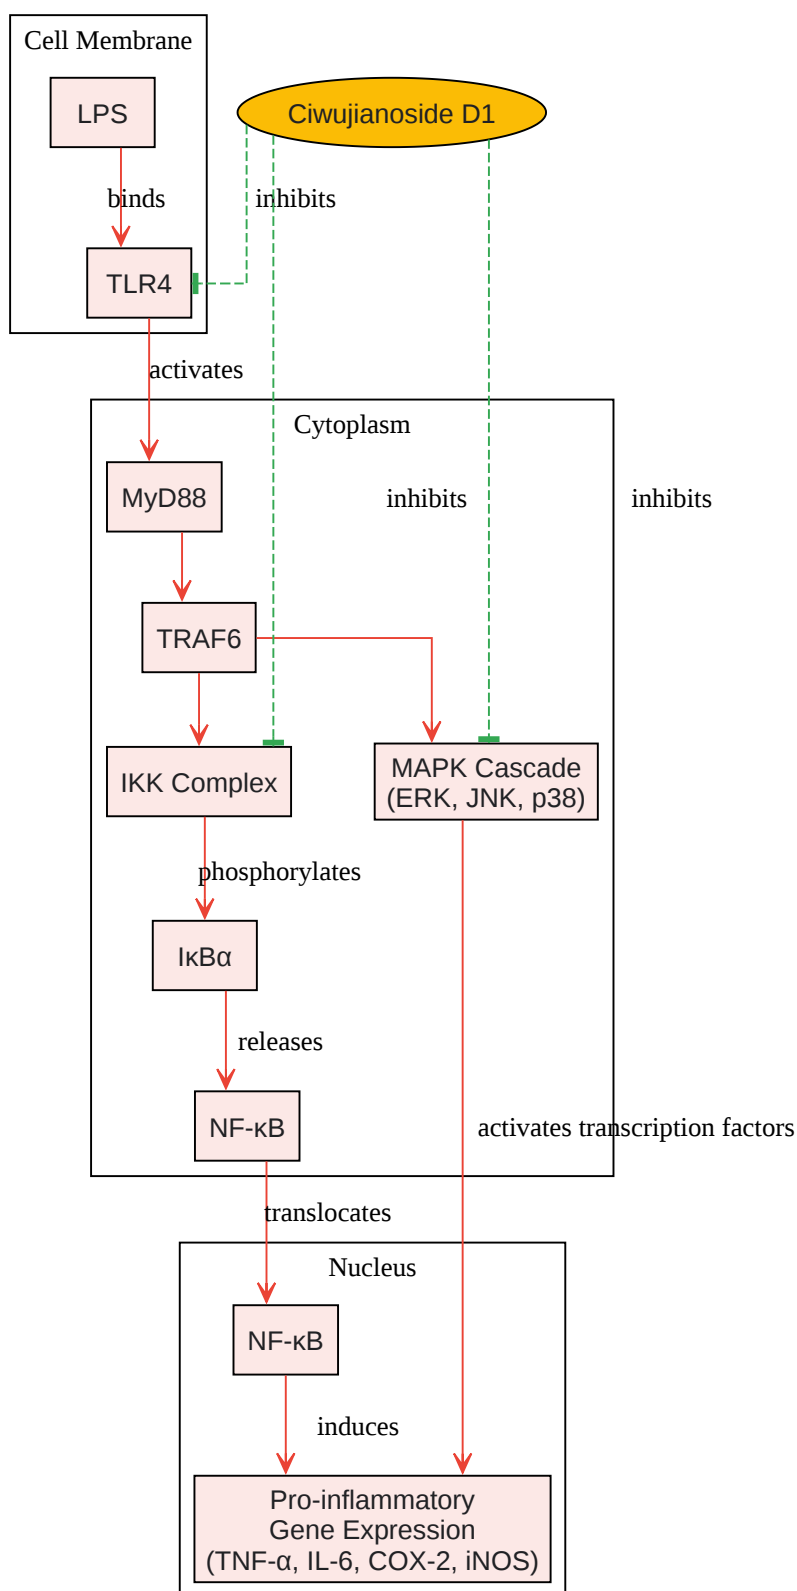 Cell Membrane
LPS
Ciwujianoside D1
binds
inhibits
TLR4
activates
Cytoplasm
MyD88
inhibits
inhibits
TRAF6
IKK Complex
MAPK Cascade
(ERK, JNK, p38)
phosphorylates
IκBα
releases
NF-κB
activates transcription factors
translocates
Nucleus
NF-κB
induces
Pro-inflammatory
Gene Expression
(TNF-α, IL-6, COX-2, iNOS)